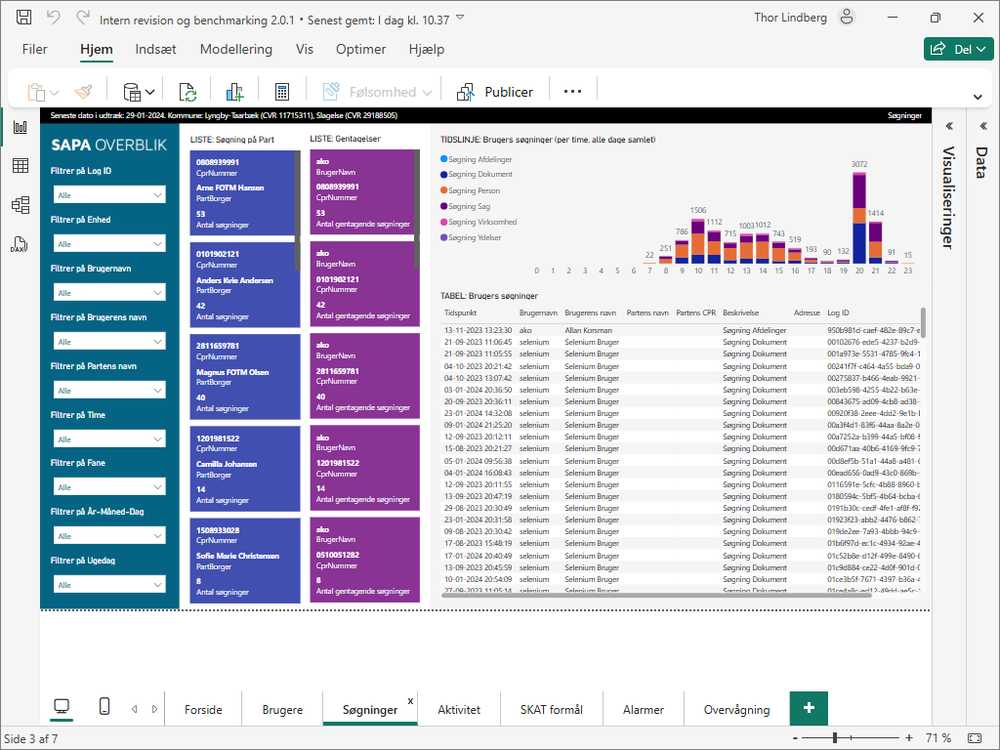 Intern revision og benchmarking 2.0.1 • Senest gemt: I dag kl. 10.37
Thor Lindberg
Filer
Hjem
Indsæt
Modellering
Vis
Optimer
Hjælp
Del
Følsomhed
Publicer
Seneste dato i udtræk: 29-01-2024. Kommune: Lyngby-Taarbæk (CVR 11715311), Slagelse (CVR 29188505)
Søgninger
SAPA OVERBLIK
Filtrer på Log ID
Alle
Filtrer på Enhed
Alle
Filtrer på Brugernavn
Alle
Filtrer på Brugerens navn
Alle
Filtrer på Partens navn
Alle
Filtrer på Time
Alle
Filtrer på Fane
Alle
Filtrer på År-Måned-Dag
Alle
Filtrer på Ugedag
Alle
LISTE: Søgning på Part
0808939991
CprNumer
Arne FOTM Hansen
PartBorger
53
Antal søgninger
0101902121
CprNumer
Anders Kvie Andersen
PartBorger
42
Antal søgninger
2811659781
CprNumer
Magnus FOTM Olsen
PartBorger
40
Antal søgninger
1201981522
CprNumer
Camilla Johansen
PartBorger
14
Antal søgninger
1508933028
CprNumer
Sofie Marie Christensen
PartBorger
8
Antal søgninger
LISTE: Gentagelser
ako
BrugerNavn
0808939991
CprNumer
53
Antal gentagende søgninger
ako
BrugerNavn
0101902121
CprNumer
42
Antal gentagende søgninger
ako
BrugerNavn
2811659781
CprNumer
40
Antal gentagende søgninger
ako
BrugerNavn
1201981522
CprNumer
14
Antal gentagende søgninger
ako
BrugerNavn
0510051282
CprNumer
8
Antal gentagende søgninger
TIDSLINJE: Brugers søgninger (per time, alle dage samlet)
Søgning Afdelinger
Søgning Dokument
Søgning Person
Søgning Sag
Søgning Virksomhed
Søgning Ydelser
22 251 786 1506 1112 715 1003 1012 743 519 193 90 132 3072 1414 91 15
0 1 2 3 4 5 6 7 8 9 10 11 12 13 14 15 16 17 18 19 20 21 22 23
TABEL: Brugers søgninger
Tidspunkt Brugernavn Brugerens navn Partens navn Partens CPR Beskrivelse Adresse Log ID
13-11-2023 13:23:30 ako Allan Korsman Søgning Afdelinger 950b981d-caef-482e-89c7-e
21-09-2023 11:06:45 selenium Selenium Bruger Søgning Dokument 00102676-ede5-4237-b2d9-
21-09-2023 11:05:55 selenium Selenium Bruger Søgning Dokument 001a973e-5531-4785-9fc4-1
04-10-2023 20:21:42 selenium Selenium Bruger Søgning Dokument 00241f7f-c464-4a55-bda9-0
04-10-2023 13:07:42 selenium Selenium Bruger Søgning Dokument 00275837-b466-4eab-9921-
03-01-2024 20:36:50 selenium Selenium Bruger Søgning Dokument 003eb598-4255-4b22-b63e-
20-09-2023 20:36:11 selenium Selenium Bruger Søgning Dokument 00843675-ad09-4cb8-ad38-
23-01-2024 14:32:08 selenium Selenium Bruger Søgning Dokument 00920f38-2eee-4dd2-9e1b-
09-01-2024 21:25:20 selenium Selenium Bruger Søgning Dokument 00a3f4d1-83f6-44aa-8a2e-0
12-09-2023 20:12:11 selenium Selenium Bruger Søgning Dokument 00a7252a-b399-44a5-bf08-f
15-08-2023 20:21:27 selenium Selenium Bruger Søgning Dokument 00d671aa-40b6-4169-9fc9-7
05-01-2024 09:56:38 selenium Selenium Bruger Søgning Dokument 00d8ef5b-51a1-44a8-a481-6
04-01-2024 16:08:43 selenium Selenium Bruger Søgning Dokument 00ead656-0ad9-43c0-869b-
12-09-2023 20:11:55 selenium Selenium Bruger Søgning Dokument 0116591e-5cfc-4b88-8960-b
13-09-2023 20:47:19 selenium Selenium Bruger Søgning Dokument 0180594c-5bf5-4b64-bcba-6
29-08-2023 20:30:49 selenium Selenium Bruger Søgning Dokument 0191b30c-cedf-4fe1-af8f-f92
23-01-2024 20:31:58 selenium Selenium Bruger Søgning Dokument 01923f23-abb2-4476-b862-7
09-08-2023 20:32:42 selenium Selenium Bruger Søgning Dokument 019de2ee-7a93-4bbb-94c9-
17-08-2023 15:48:19 selenium Selenium Bruger Søgning Dokument 01b6f97d-ec1c-4934-92ae-4
17-01-2024 20:40:49 selenium Selenium Bruger Søgning Dokument 01c52b8e-d12f-499e-8490-6
13-09-2023 20:45:59 selenium Selenium Bruger Søgning Dokument 01c9d884-ce22-4d0f-901d-0
10-01-2024 20:54:09 selenium Selenium Bruger Søgning Dokument 01ce3b5f-7671-4397-b36a-4
27-09-2023 11:05:14 selenium Selenium Bruger Søgning Dokument
Visualiseringer
Data
Forside
Brugere
Søgninger
x
Aktivitet
SKAT formål
Alarmer
Overvågning
+
Side 3 af 7
- + 71 %